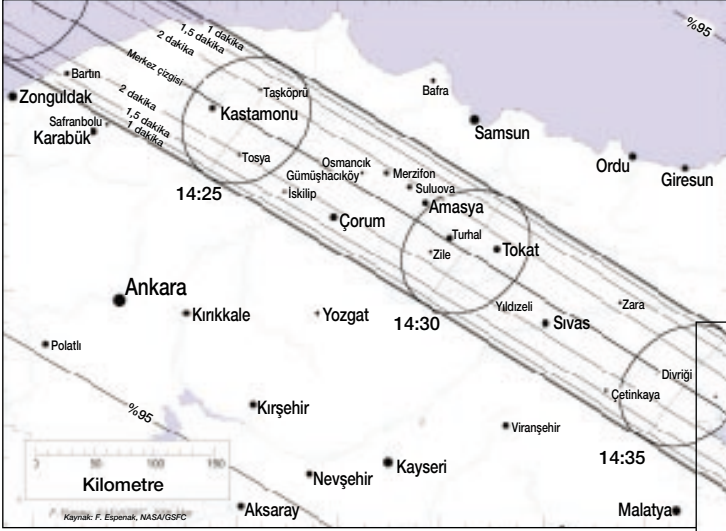 1 dakika
1,5 dakika
2 dakika
Merkez çizgisi
2 dakika
1,5 dakika
1 dakika
%95
Bartın
Zonguldak
Safranbolu
Karabük
Taşköprü
Kastamonu
Tosya
14:25
Bafra
Samsun
Ordu
Giresun
Osmancık
Gümüşhacıköy
Merzifon
Suluova
İskilip
Amasya
Çorum
Turhal
Tokat
Zile
Ankara
Kırıkkale
Yozgat
14:30
Yıldızeli
Zara
Sıvas
Polatlı
Divriği
Çetinkaya
%95
Kırşehir
Viranşehir
14:35
0 50 100 150
Kilometre
Nevşehir
Kayseri
Aksaray
Malatya
Kaynak: F. Espenak, NASA/GSFC